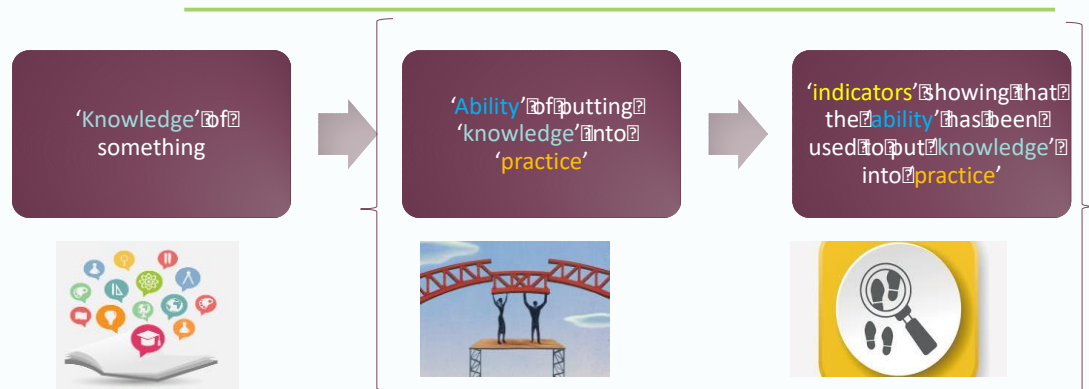 ‘Knowledge’ of
something
‘Ability’ of putting
‘knowledge’ into
‘practice’
‘indicators’ showing that
the ‘ability’ has been
used to put ‘knowledge’
into ‘practice’